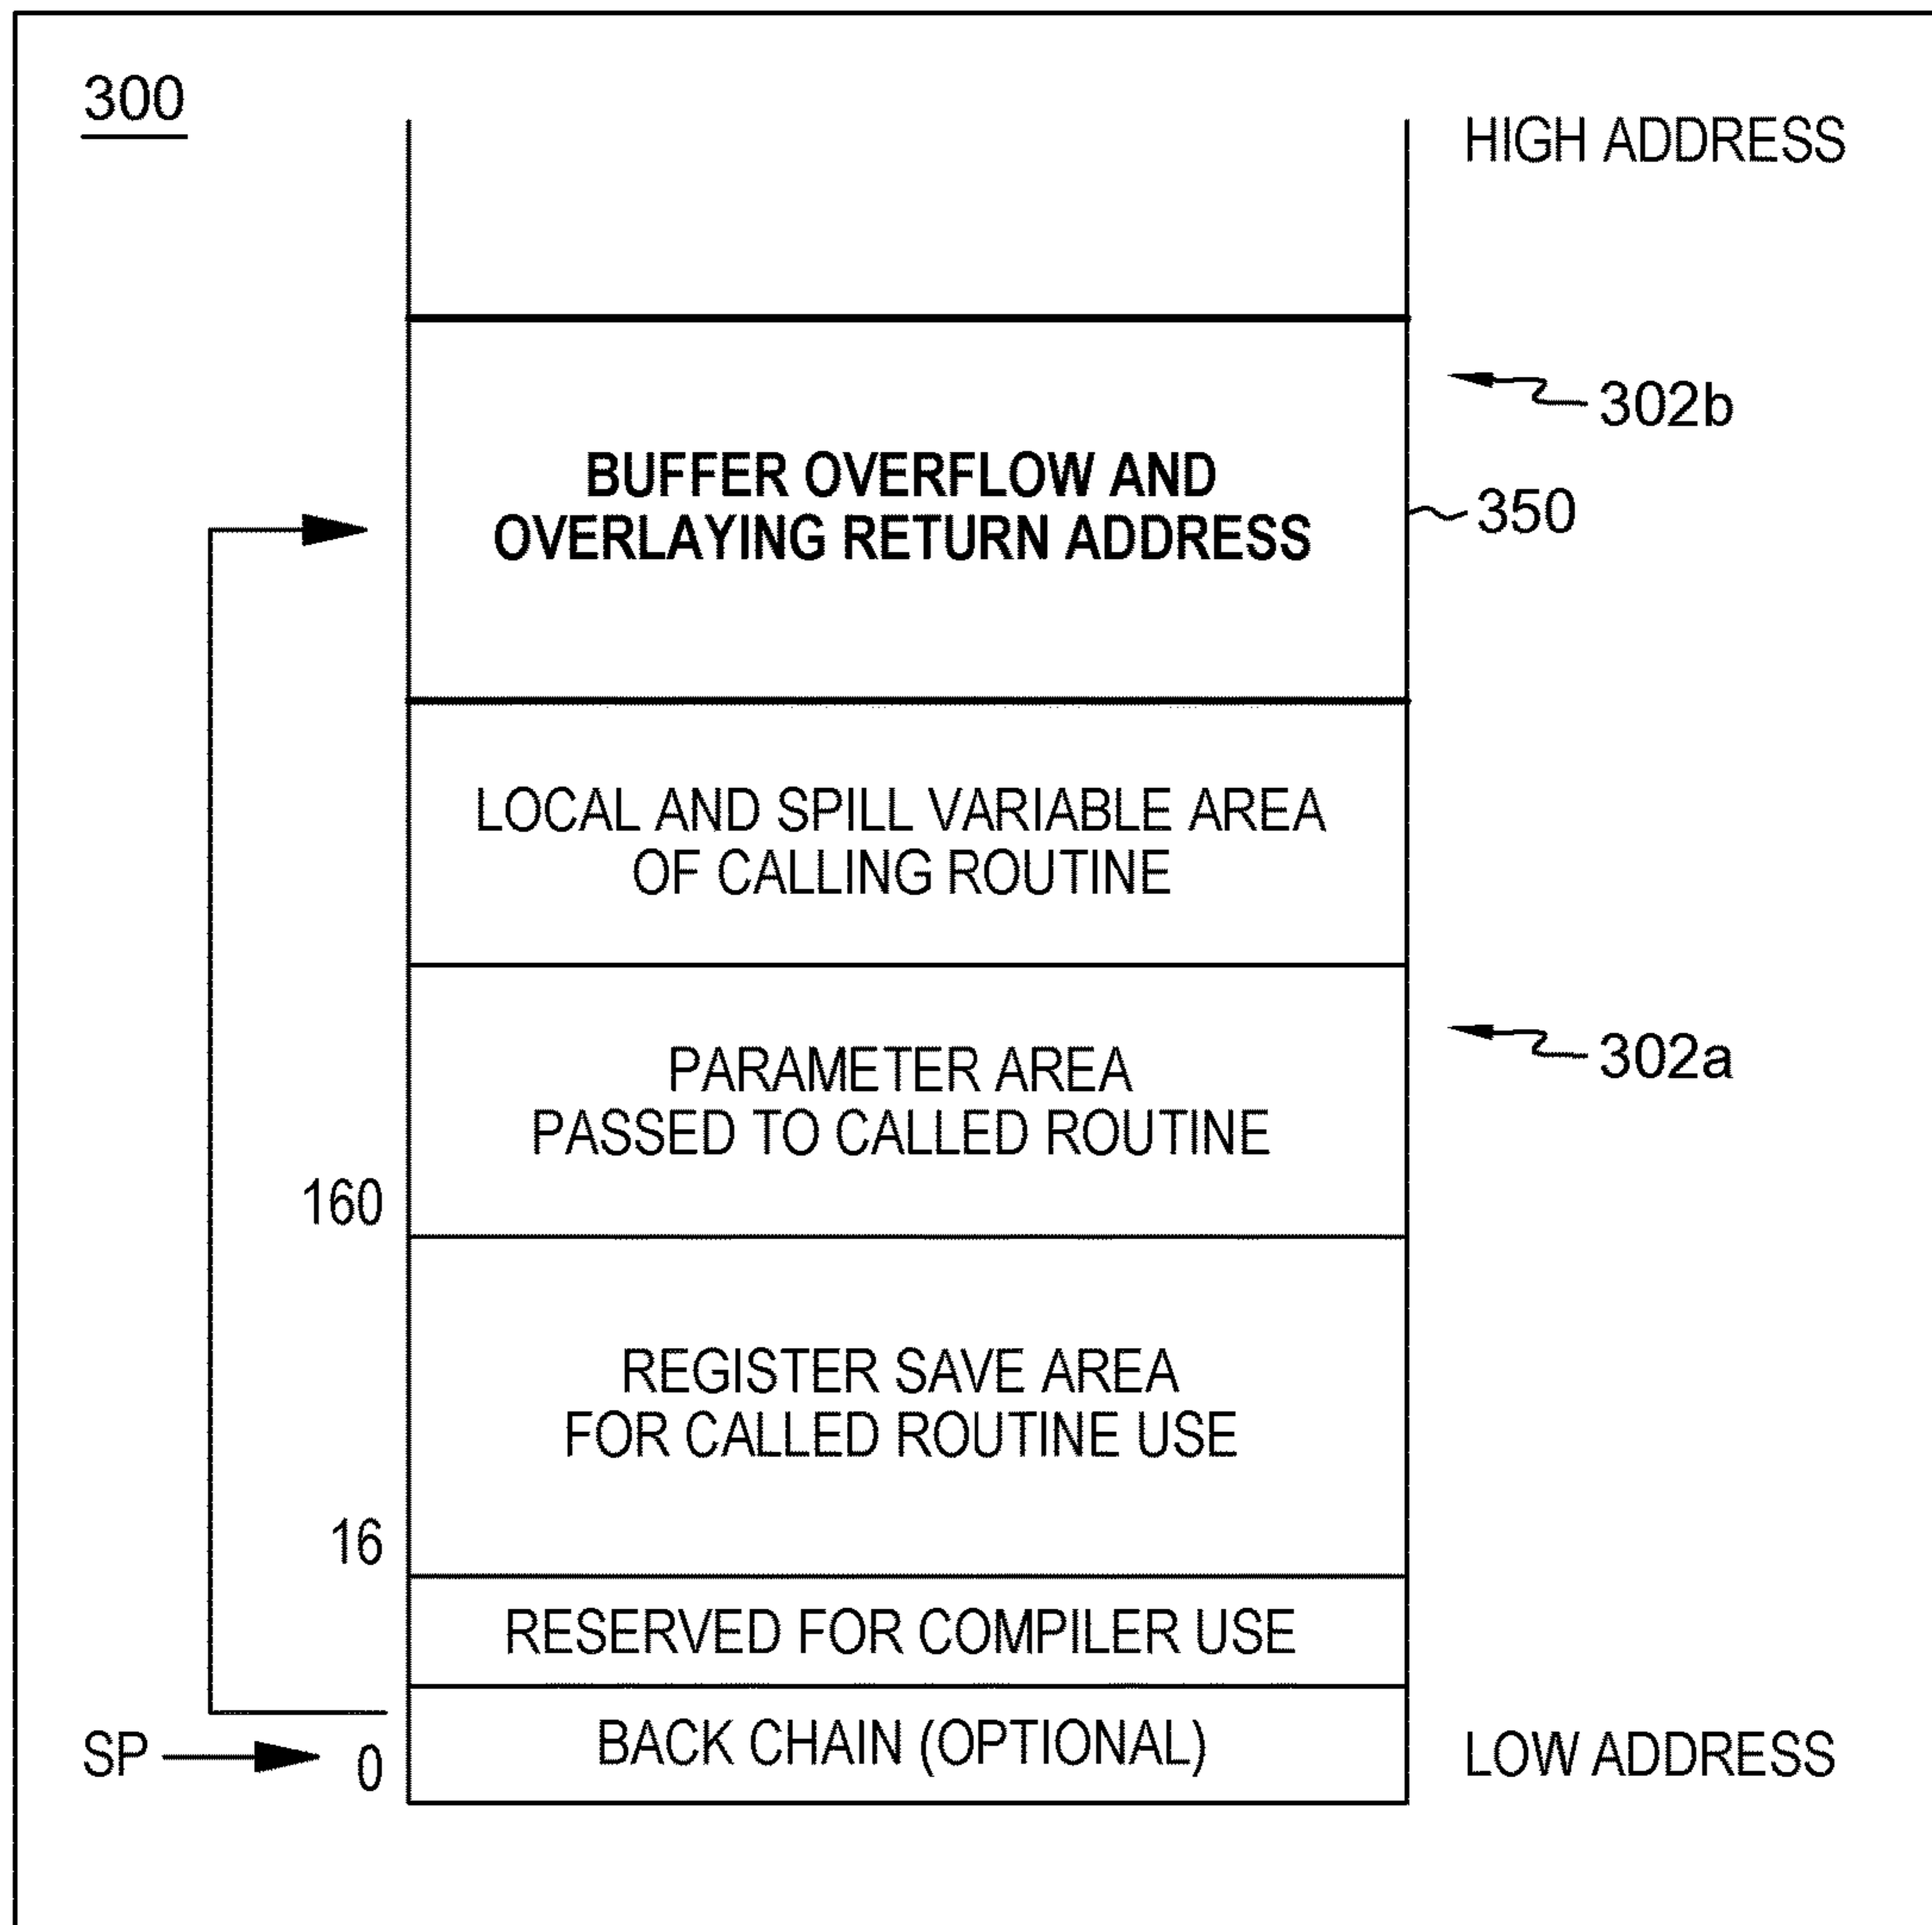 300
HIGH ADDRESS
302b
BUFFER OVERFLOW AND
OVERLAYING RETURN ADDRESS
350
LOCAL AND SPILL VARIABLE AREA
OF CALLING ROUTINE
302a
PARAMETER AREA
PASSED TO CALLED ROUTINE
160
REGISTER SAVE AREA
FOR CALLED ROUTINE USE
16
RESERVED FOR COMPILER USE
SP
0
BACK CHAIN (OPTIONAL)
LOW ADDRESS